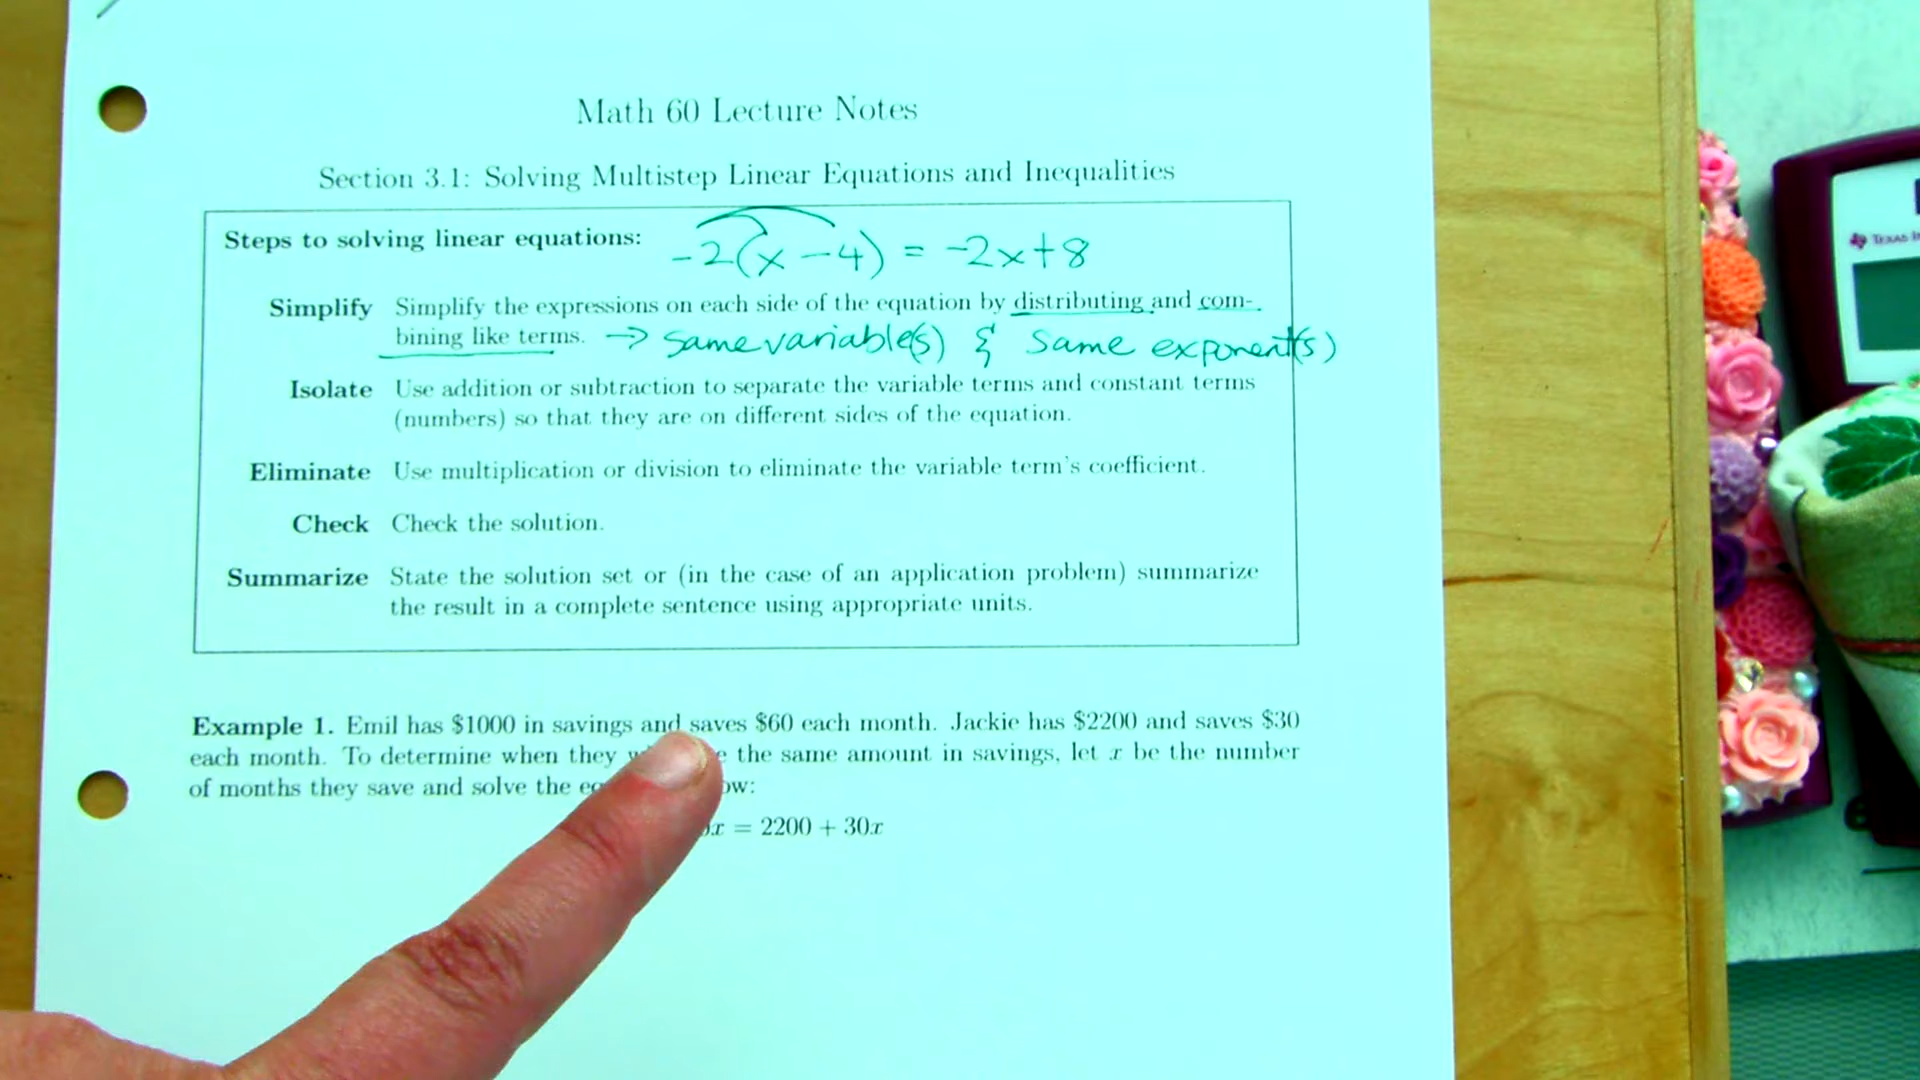 Math 60 Lecture Notes
Section 3.1: Solving Multistep Linear Equations and Inequalities
Steps to solving linear equations:
-2(x-4) = -2x+8
Simplify Simplify the expressions on each side of the equation by distributing and com-
bining like terms. → same variable(s) & same exponent(s)
Isolate Use addition or subtraction to separate the variable terms and constant terms
(numbers) so that they are on different sides of the equation.
Eliminate Use multiplication or division to eliminate the variable term's coefficient.
Check Check the solution.
Summarize State the solution set or (in the case of an application problem) summarize
the result in a complete sentence using appropriate units.
Example 1. Emil has $1000 in savings and saves $60 each month. Jackie has $2200 and saves $30
each month. To determine when they the same amount in savings, let x be the number
of months they save and solve the
x = 2200 + 30x
TEXAS